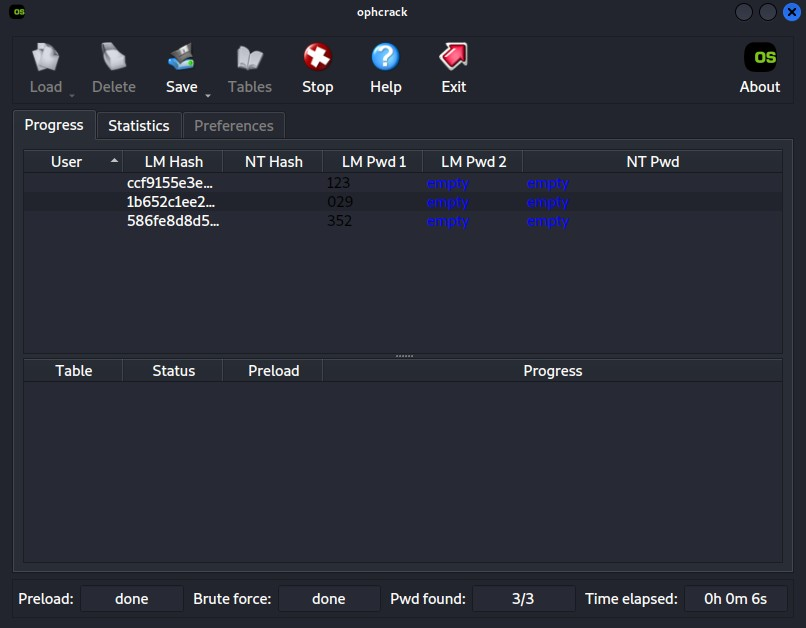 os ophcrack
Load Delete Save Tables Stop Help Exit OS About
Progress Statistics Preferences
User LM Hash NT Hash LM Pwd 1 LM Pwd 2 NT Pwd
ccf9155e3e... 123 empty empty
1b652c1ee2... 029 empty empty
586fe8d8d5... 352 empty empty
Table Status Preload Progress
Preload: done Brute force: done Pwd found: 3/3 Time elapsed: 0h 0m 6s